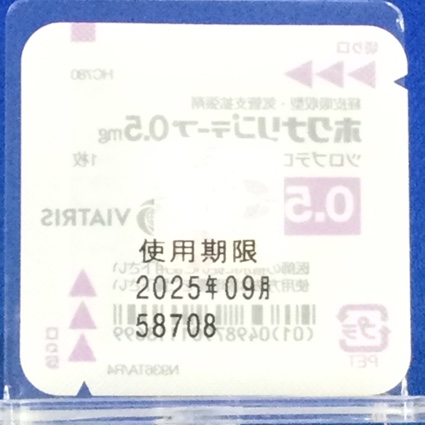 HC780
経皮吸収型・気管支拡張剤
ホクナリンテープ0.5mg
ツロブテロ 1枚
0.5 VIATRIS
使用期限
2025年09月
58708
プラ
PET